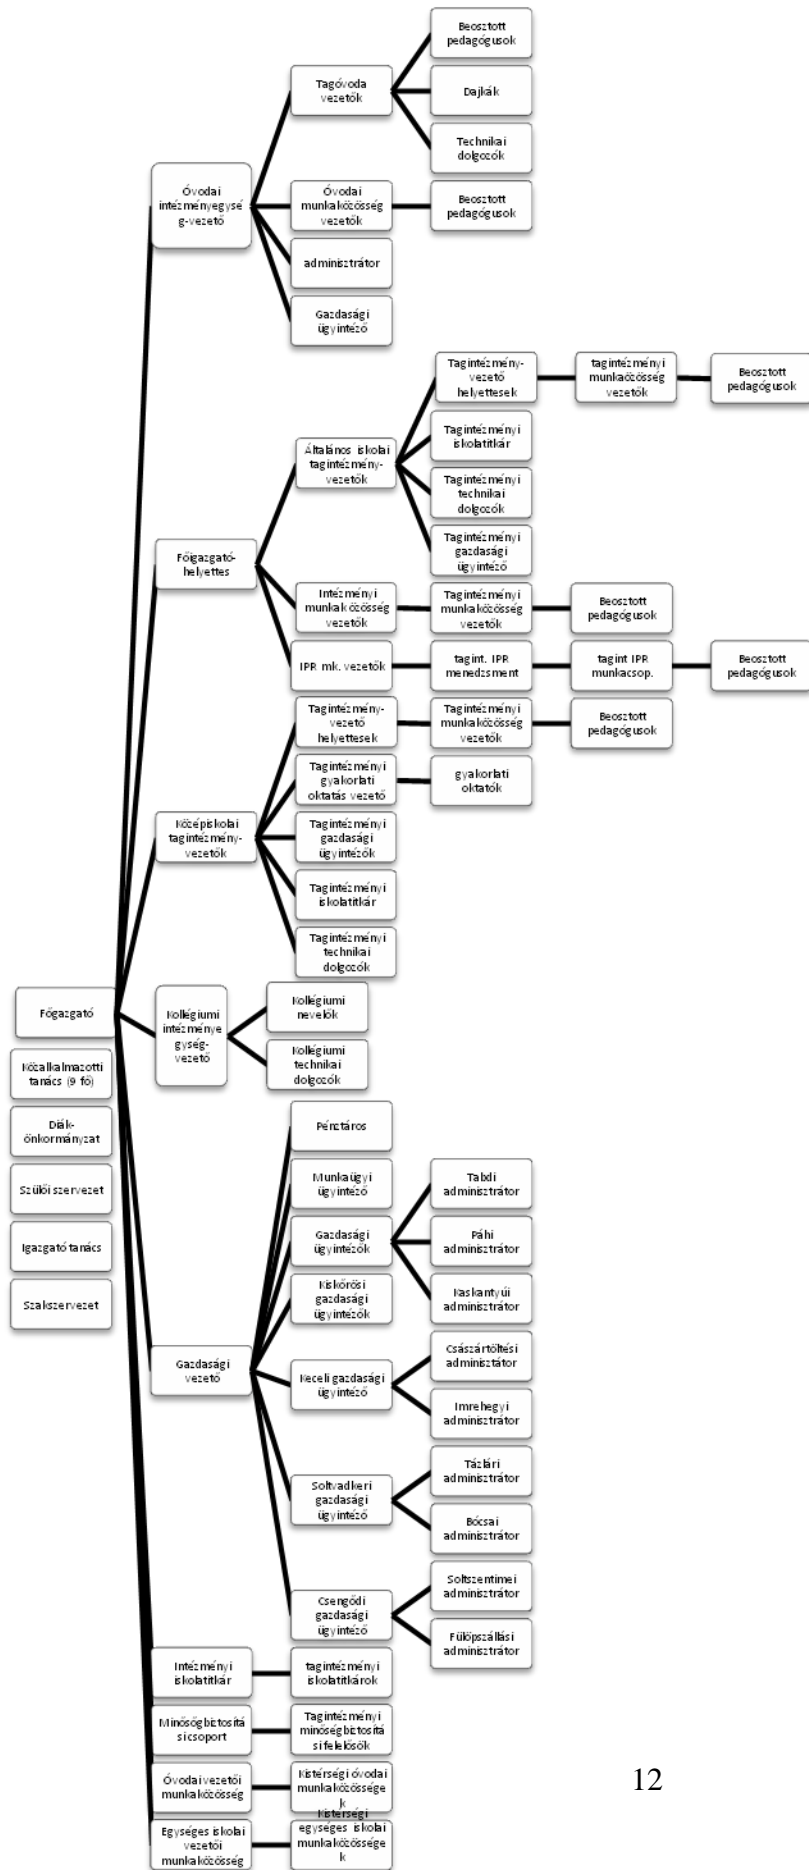 Beosztott
pedagógusok
Tagóvoda
vezetők
Dajkák
Technikai
dolgozók
Óvodai
intézményegysé
g-vezető
Óvodai
munkaközösség
vezetők
Beosztott
pedagógusok
adminisztrátor
Gazdasági
ügyintéző
Tagintézmény-
vezető
helyettesek
tagintézményi
munkaözösség
vezetők
Beosztott
pedagógusok
Általános iskolai
tagintézmény-
vezetők
Tagintézményi
iskolatitkár
Tagintézményi
technikai
dolgozók
Tagintézményi
gazdasági
ügyintéző
Főigazgató-
helyettes
Intézményi
munkaközösség
vezetők
Tagintézményi
munkaközösség
vezetők
Beosztott
pedagógusok
IPR mk. vezetők
tagint. IPR
menedzsment
tagint IPR
munkacsop.
Beosztott
pedagógusok
Tagintézmény-
vezető
helyettesek
Tagintézményi
munkaközösség
vezetők
Beosztott
pedagógusok
Tagintézményi
gyakorlati
oktatás vezető
gyakorlati
oktatók
Középiskolai
tagintézmény-
vezetők
Tagintézményi
gazdasági
ügyintézők
Tagintézményi
iskolatitkár
Tagintézményi
technikai
dolgozók
Főgazgató
Kollégiumi
intézménye
gység-
vezető
Kollégiumi
nevelők
Kollégiumi
technikai
dolgozók
Közalkalmazotti
tanács (9 fő)
Diák-
önkormányzat
Szülői szervezet
Igazgató tanács
Szakszervezet
Pénztáros
Munkaügyi
ügyintéző
Tabdi
adminisztrátor
Gazdasági
ügyintézők
Páhi
adminisztrátor
Kiskőrösi
gazdasági
ügyintézők
Kaskantyúi
adminisztrátor
Gazdasági
vezető
Keceli gazdasági
ügyintéző
Császártöltési
adminisztátor
Imrehegyi
adminisztrátor
Soltvadkeri
gazdasági
ügyintéző
Tázlári
adminisztrátor
Bócsai
adminisztrátor
Csengődi
gazdasági
ügyintéző
Soltszentimei
adminisztrátor
Fülöpszállási
adminisztrátor
Intézményi
iskolatitkár
tagintézményi
iskolatitkárok
Minőségbiztosítá
si csoport
Tagintézményi
minőségbiztosítá
si felelősök
Óvodai vezetői
munkaközösség
Kistérségi óvodai
munkaközössége
k
Egységes iskolai
vezetői
munkaközösség
Kistérségi
egységes iskolai
munkaközössége
k
12